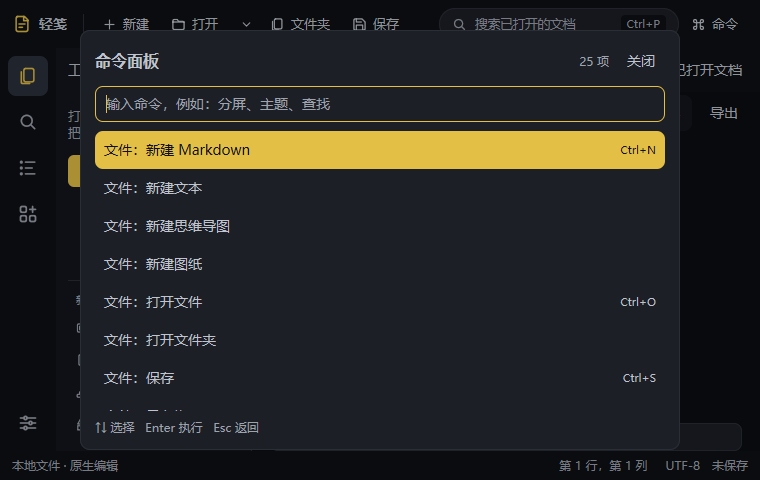 轻笺 新建 打开 文件夹 保存 搜索已打开的文档 Ctrl+P 命令
命令面板 25 项 关闭
已打开文档
输入命令，例如：分屏、主题、查找
导出
文件：新建 Markdown Ctrl+N
文件：新建文本
文件：新建思维导图
文件：新建图纸
文件：打开文件 Ctrl+O
文件：打开文件夹
文件：保存 Ctrl+S
↑↓ 选择 Enter 执行 Esc 返回
本地文件 · 原生编辑 第 1 行，第 1 列 UTF-8 未保存